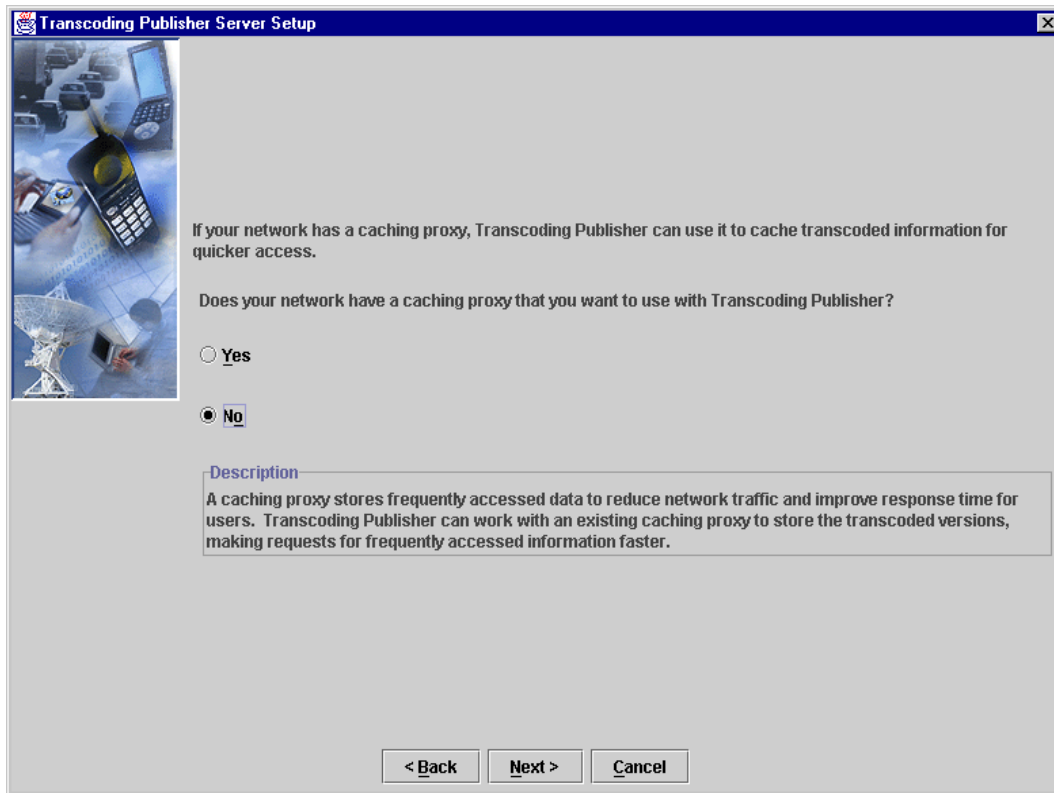 Transcoding Publisher Server Setup
If your network has a caching proxy, Transcoding Publisher can use it to cache transcoded information for
quicker access.
Does your network have a caching proxy that you want to use with Transcoding Publisher?
Yes
No
Description
A caching proxy stores frequently accessed data to reduce network traffic and improve response time for
users. Transcoding Publisher can work with an existing caching proxy to store the transcoded versions,
making requests for frequently accessed information faster.
< Back Next > Cancel